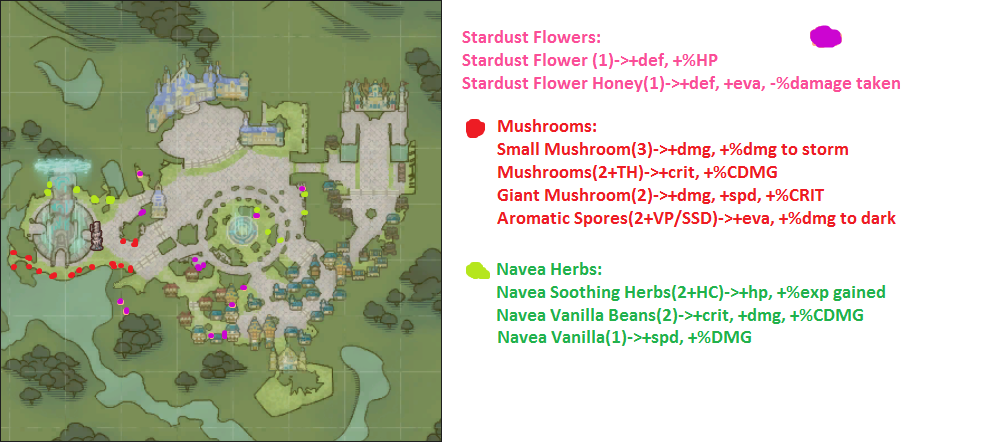 Stardust Flowers:
Stardust Flower (1)->+def, +%HP
Stardust Flower Honey(1)->+def, +eva, -%damage taken
Mushrooms:
Small Mushroom(3)->+dmg, +%dmg to storm
Mushrooms(2+TH)->+crit, +%CDMG
Giant Mushroom(2)->+dmg, +spd, +%CRIT
Aromatic Spores(2+VP/SSD)->+eva, +%dmg to dark
Navea Herbs:
Navea Soothing Herbs(2+HC)->+hp, +%exp gained
Navea Vanilla Beans(2)->+crit, +dmg, +%CDMG
Navea Vanilla(1)->+spd, +%DMG